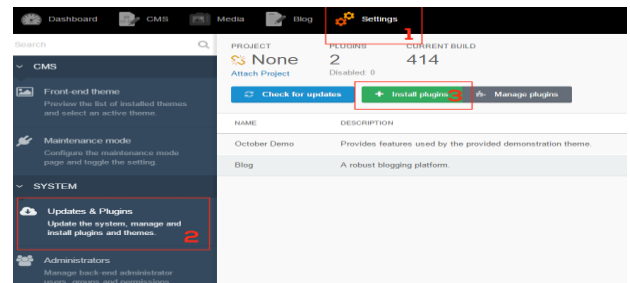 Dashboard CMS Media Blog Settings
1
Search
CMS
Front-end theme
Preview the list of installed themes
and select an active theme.
Maintenance mode
Configure the maintenance mode
page and toggle the setting.
SYSTEM
Updates & Plugins
Update the system, manage and
install plugins and themes.
2
Administrators
Manage back-end administrator
users, groups and permissions.
PROJECT PLUGINS CURRENT BUILD
None 2 414
Attach Project Disabled: 0
Check for updates Install plugins 3 Manage plugins
NAME DESCRIPTION
October Demo Provides features used by the provided demonstration theme.
Blog A robust blogging platform.